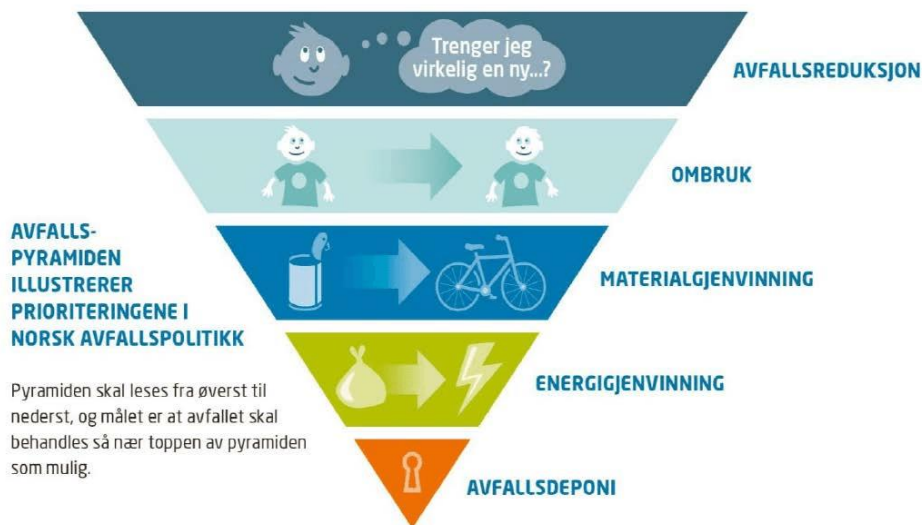 Trenger jeg
virkelig en ny...?
AVFALLSREDUKSJON
OMBRUK
AVFALLS-
PYRAMIDEN
ILLUSTRERER
PRIORITERINGENE I
NORSK AVFALLSPOLITIKK
MATERIALGJENVINNING
Pyramiden skal leses fra øverst til
nederst, og målet er at avfallet skal
behandles så nær toppen av pyramiden
som mulig.
ENERGIGJENVINNING
AVFALLSDEPONI